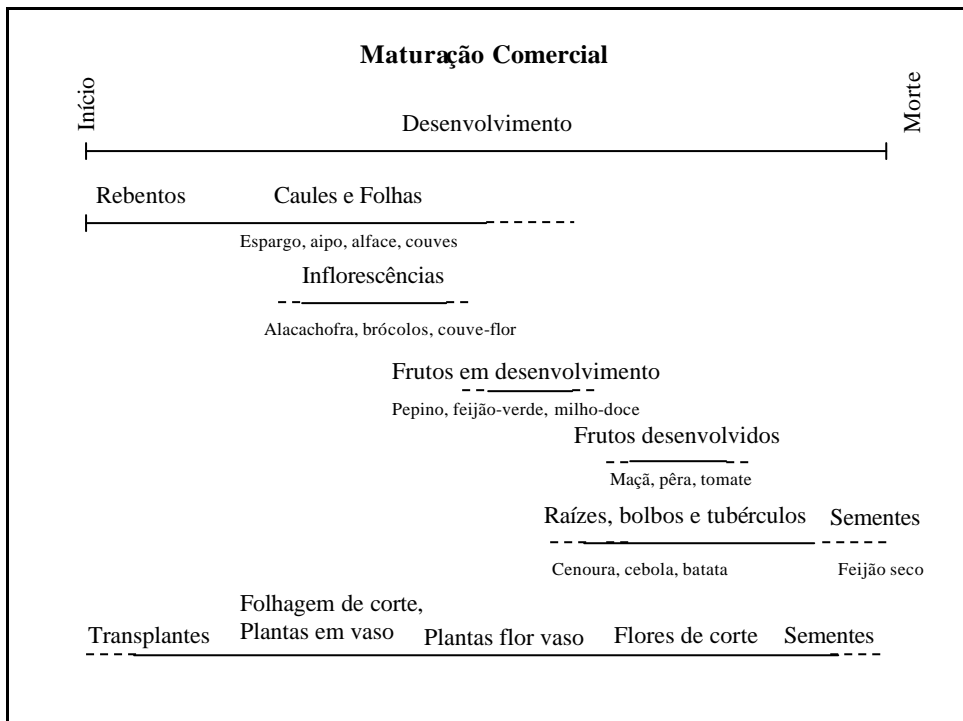 Maturação Comercial
Início
Morte
Desenvolvimento
Rebentos Caules e Folhas
Espargo, aipo, alface, couves
Inflorescências
Alacachofra, brócolos, couve-flor
Frutos em desenvolvimento
Pepino, feijão-verde, milho-doce
Frutos desenvolvidos
Maçã, pêra, tomate
Raízes, bolbos e tubérculos Sementes
Cenoura, cebola, batata Feijão seco
Folhagem de corte,
Transplantes Plantas em vaso Plantas flor vaso Flores de corte Sementes